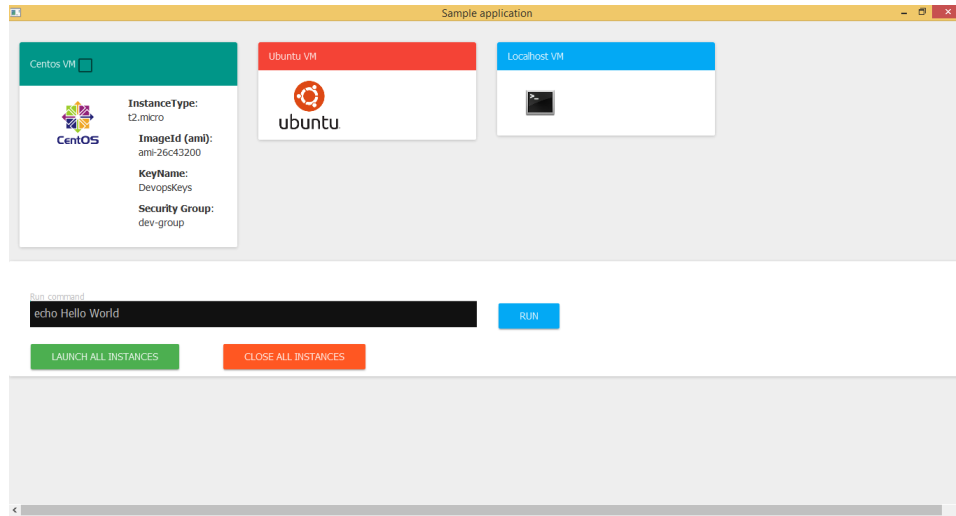 Sample application
Centos VM
Ubuntu VM
Localhost VM
InstanceType:
t2.micro
CentOS
ImageId (ami):
ami-26c43200
KeyName:
DevopsKeys
Security Group:
dev-group
ubuntu
>_
Run command
echo Hello World
RUN
LAUNCH ALL INSTANCES
CLOSE ALL INSTANCES